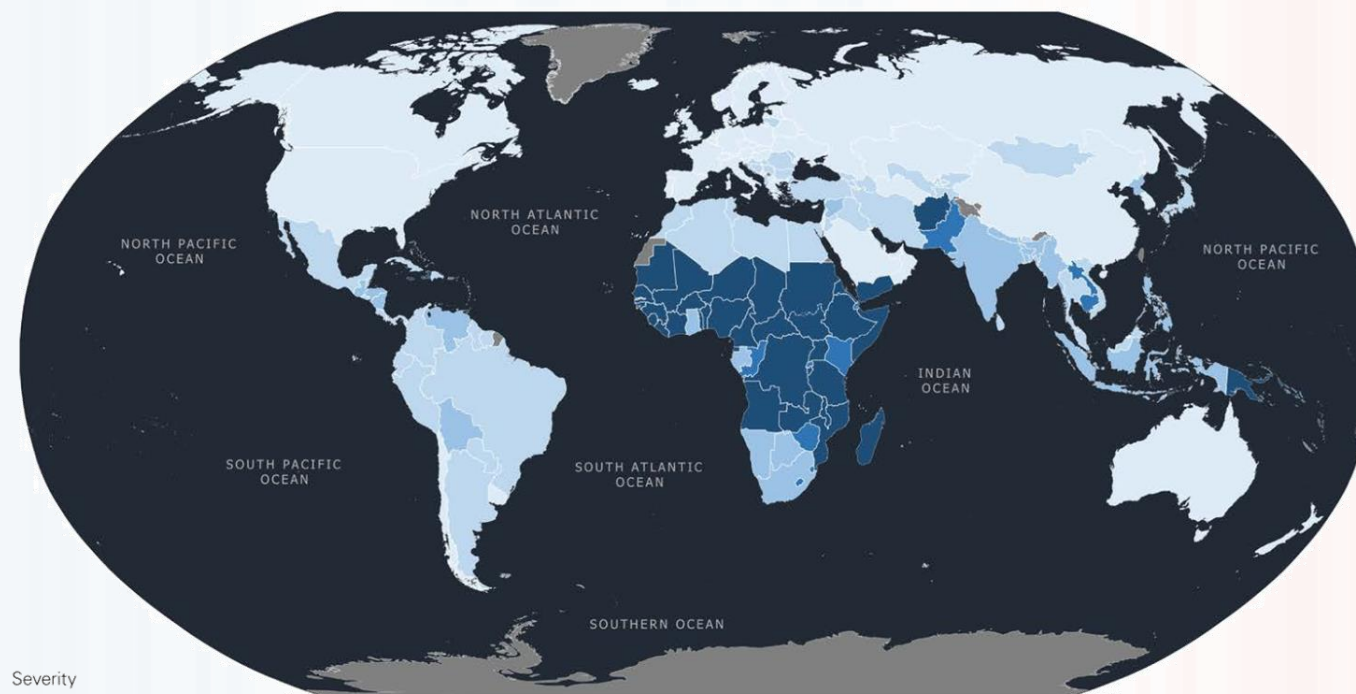 NORTH ATLANTIC
OCEAN
NORTH PACIFIC
OCEAN
NORTH PACIFIC
OCEAN
INDIAN
OCEAN
SOUTH PACIFIC
OCEAN
SOUTH ATLANTIC
OCEAN
SOUTHERN OCEAN
Severity